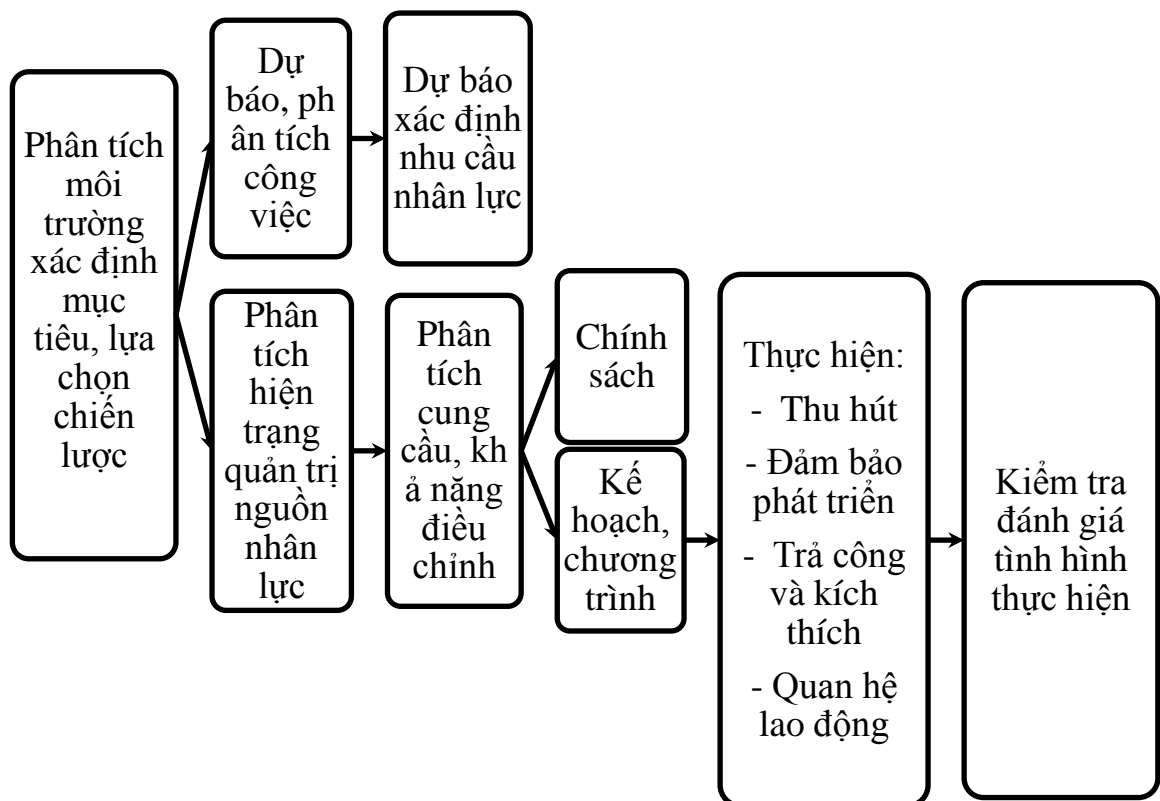 Phân tích
môi
trường
xác định
mục
tiêu, lựa
chọn
chiến
lược
Dự
báo, ph
ân tích
công
việc
Dự báo
xác định
nhu cầu
nhân lực
Phân
tích
hiện
trạng
quản trị
nguồn
nhân
lực
Phân
tích
cung
cầu, kh
ả năng
điều
chỉnh
Chính
sách
Kế
hoạch,
chương
trình
Thực hiện:
- Thu hút
- Đảm bảo
phát triển
- Trả công
và kích
thích
- Quan hệ
lao động
Kiểm tra
đánh giá
tình hình
thực hiện